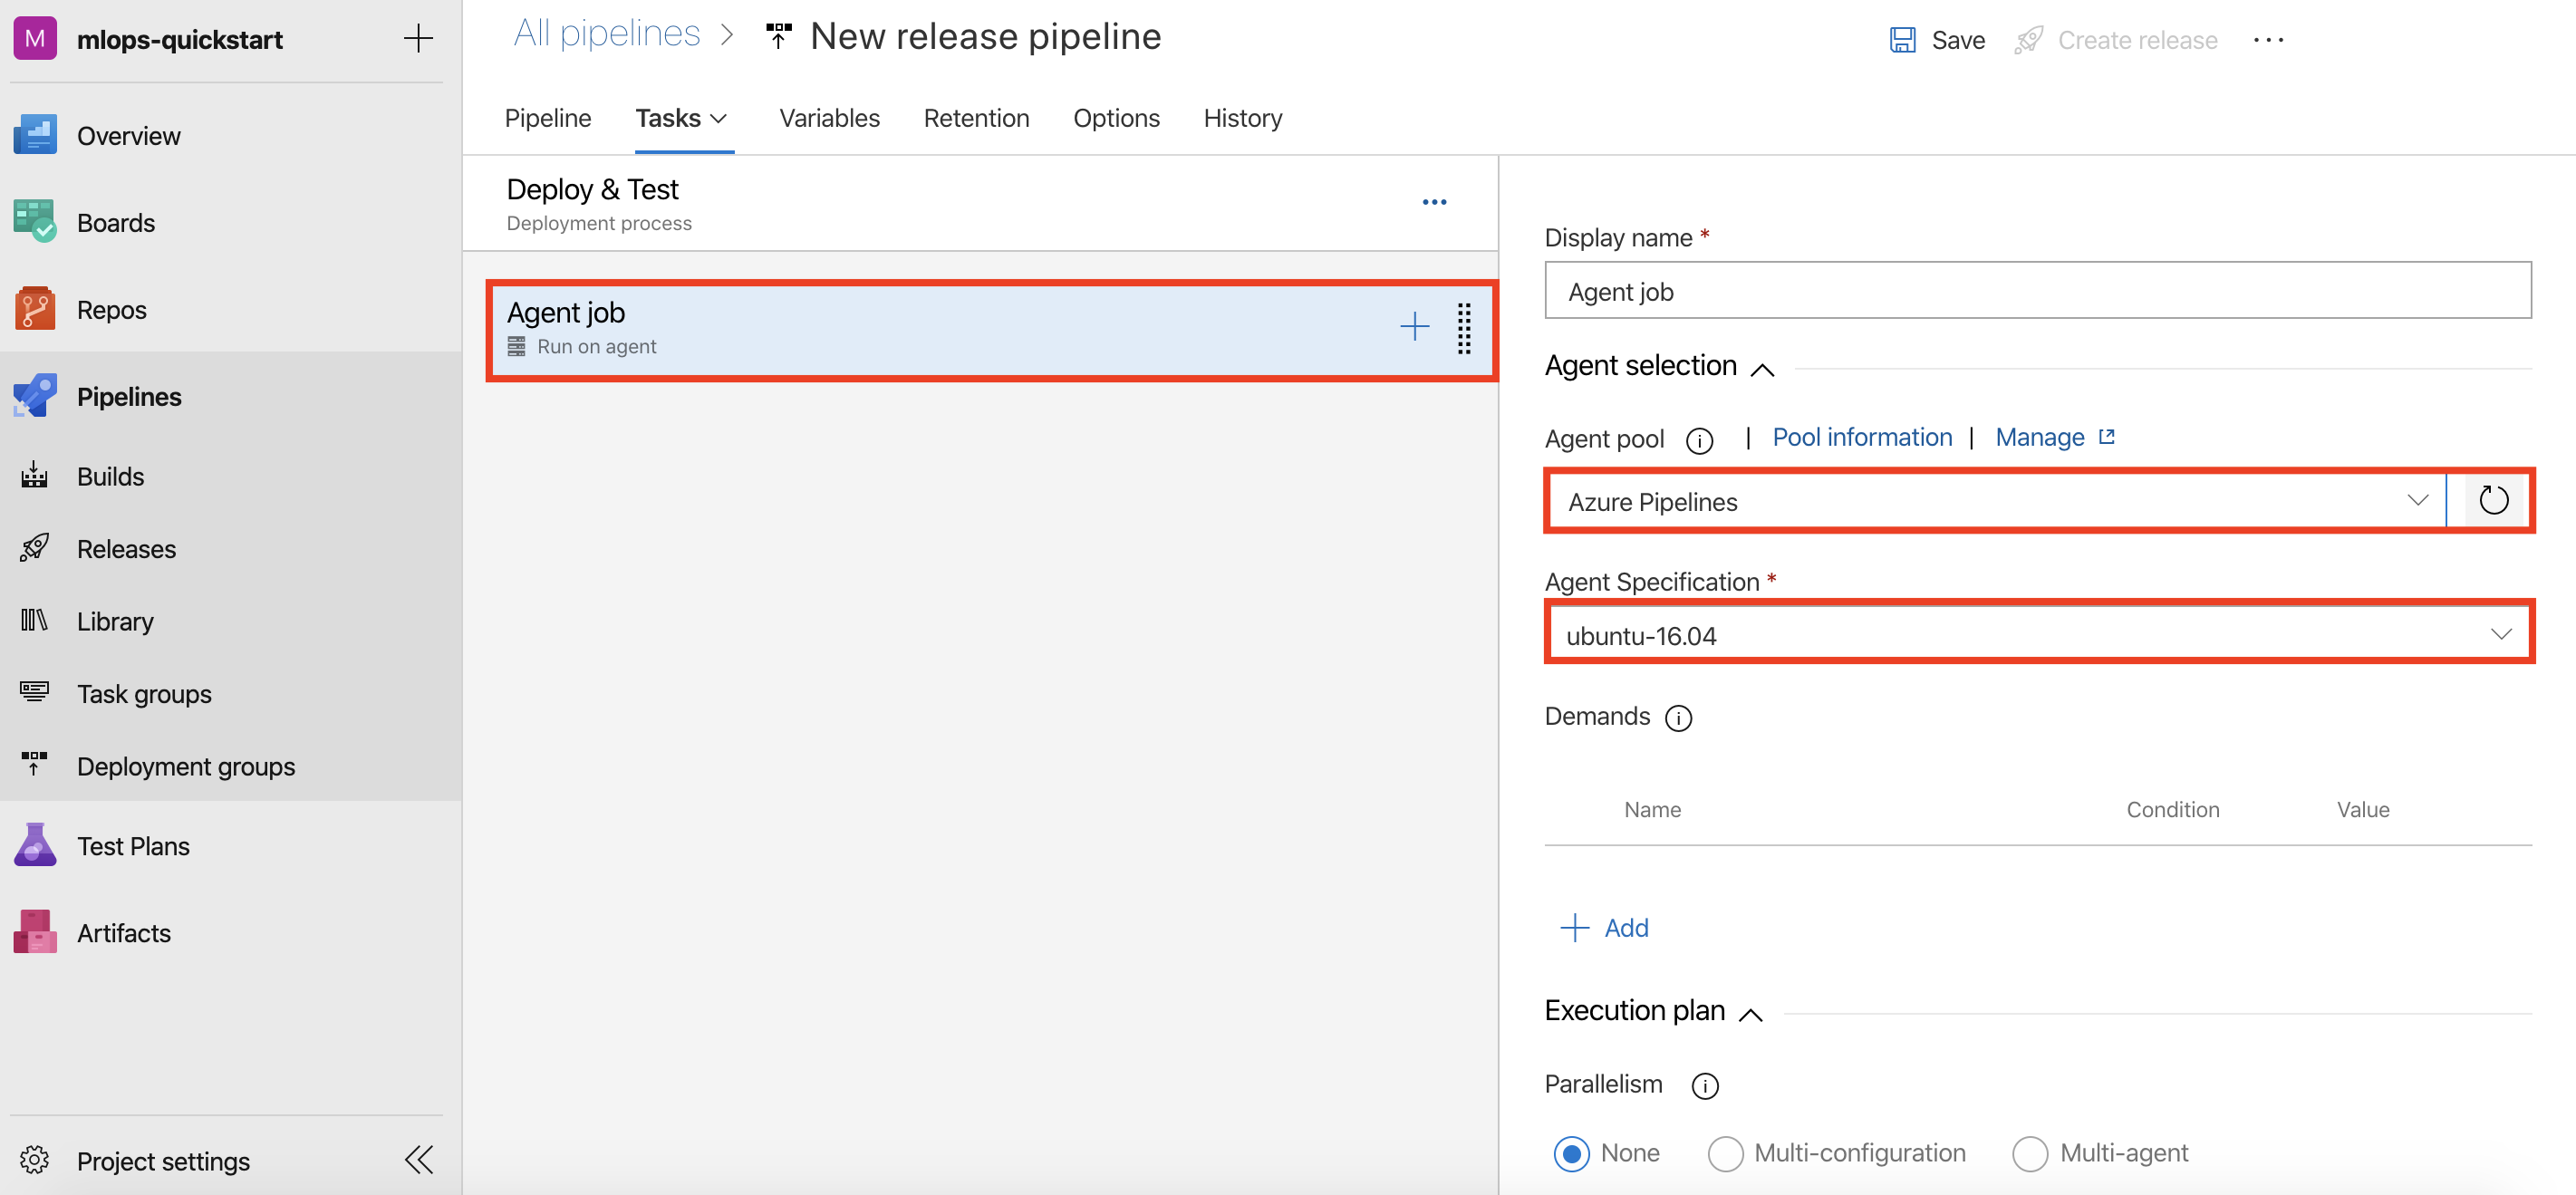 M mlops-quickstart
Overview
Boards
Repos
Pipelines
Builds
Releases
Library
Task groups
Deployment groups
Test Plans
Artifacts
Project settings
All pipelines > New release pipeline
Save Create release ...
Pipeline Tasks Variables Retention Options History
Deploy & Test
Deployment process
Agent job
Run on agent
Display name *
Agent job
Agent selection
Agent pool | Pool information | Manage
Azure Pipelines
Agent Specification *
ubuntu-16.04
Demands
Name Condition Value
Add
Execution plan
Parallelism
None Multi-configuration Multi-agent